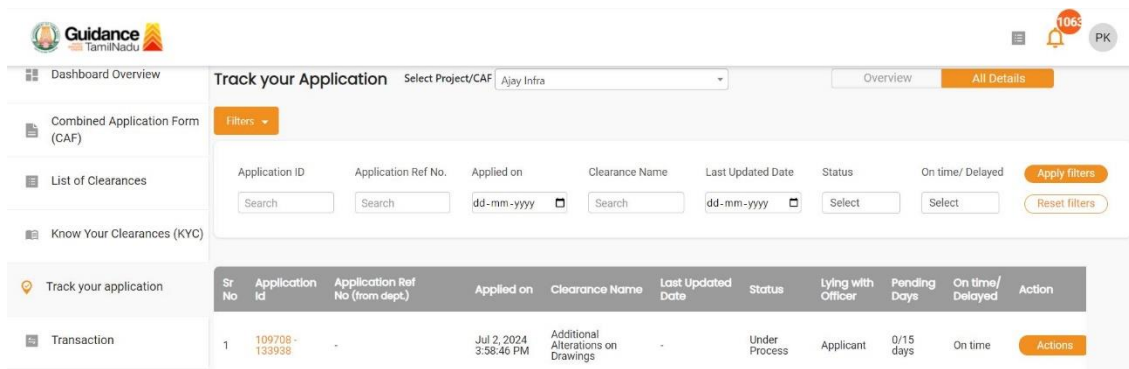 Guidance
TamilNadu
1063
PK
Dashboard Overview
Track your Application
Select Project/CAF
Ajay Infra
Overview
All Details
Combined Application Form
(CAF)
Filters
List of Clearances
Application ID
Application Ref No.
Applied on
Clearance Name
Last Updated Date
Status
On time/ Delayed
Apply filters
Search
Search
dd-mm-yyyy
Search
dd-mm-yyyy
Select
Select
Reset filters
Know Your Clearances (KYC)
Track your application
Sr
No
Application
Id
Application Ref
No (from dept.)
Applied on
Clearance Name
Last Updated
Date
Status
Lying with
Officer
Pending
Days
On time/
Delayed
Action
Transaction
1
109708 -
133938
-
Jul 2, 2024
3:58:46 PM
Additional
Alterations on
Drawings
-
Under
Process
Applicant
0/15
days
On time
Actions